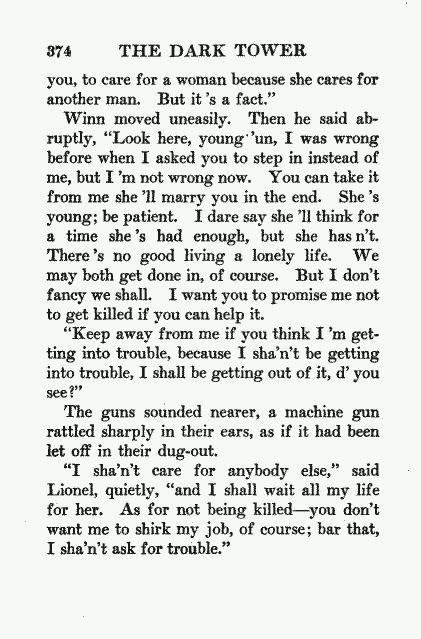 374 THE DARK TOWER
you, to care for a woman because she cares for
another man. But it 's a fact."
Winn moved uneasily. Then he said ab-
ruptly, "Look here, young 'un, I was wrong
before when I asked you to step in instead of
me, but I 'm not wrong now. You can take it
from me she 'll marry you in the end. She 's
young; be patient. I dare say she 'll think for
a time she 's had enough, but she has n't.
There 's no good living a lonely life. We
may both get done in, of course. But I don't
fancy we shall. I want you to promise me not
to get killed if you can help it.
"Keep away from me if you think I 'm get-
ting into trouble, because I sha'n't be getting
into trouble, I shall be getting out of it, d' you
see?"
The guns sounded nearer, a machine gun
rattled sharply in their ears, as if it had been
let off in their dug-out.
"I sha'n't care for anybody else," said
Lionel, quietly, "and I shall wait all my life
for her. As for not being killed—you don't
want me to shirk my job, of course; bar that,
I sha'n't ask for trouble."